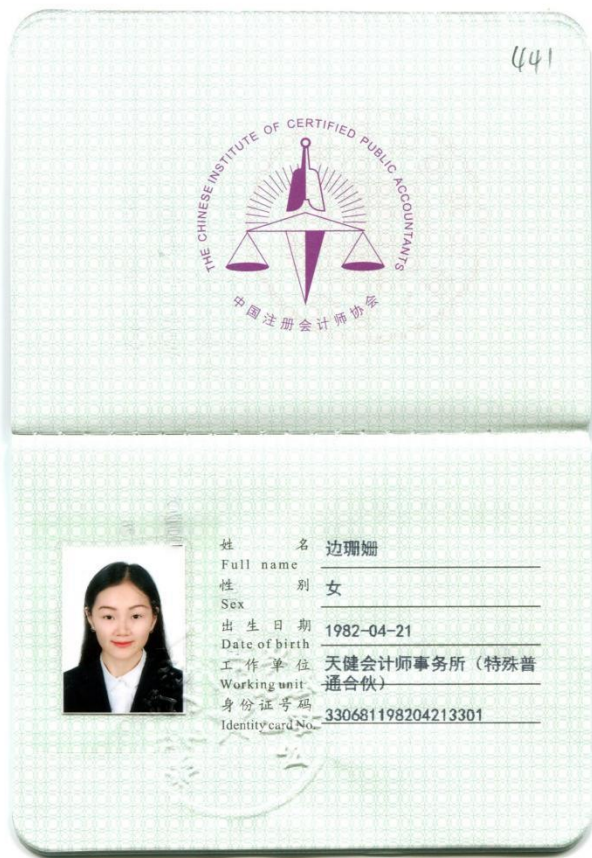 441
THE CHINESE INSTITUTE OF CERTIFIED PUBLIC ACCOUNTANTS
中国注册会计师协会
姓 名 边珊姗
Full name
性 别 女
Sex
出生日期 1982-04-21
Date of birth
工作单位 天健会计师事务所（特殊普
Working unit 通合伙）
身份证号码 330681198204213301
Identity card No.